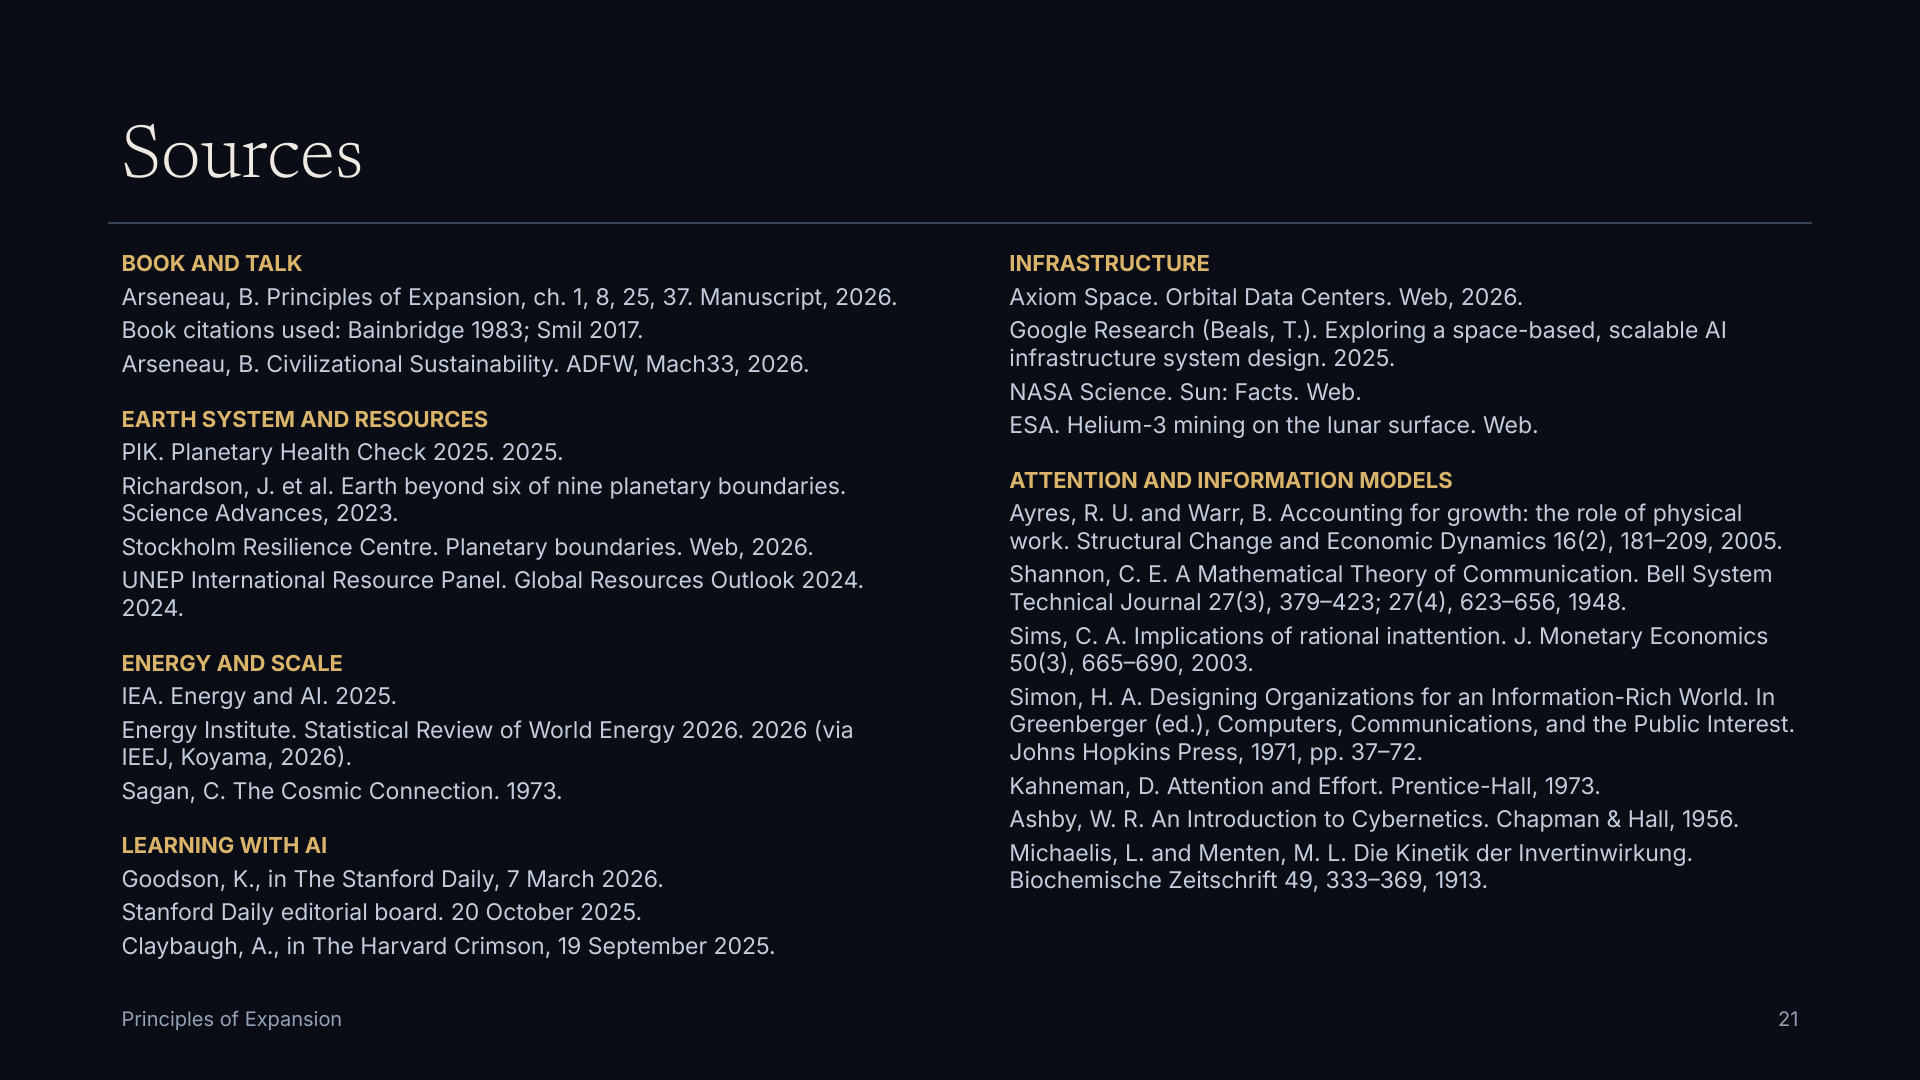 Sources
BOOK AND TALK
Arseneau, B. Principles of Expansion, ch. 1, 8, 25, 37. Manuscript, 2026.
Book citations used: Bainbridge 1983; Smil 2017.
Arseneau, B. Civilizational Sustainability. ADFW, Mach33, 2026.
EARTH SYSTEM AND RESOURCES
PIK. Planetary Health Check 2025. 2025.
Richardson, J. et al. Earth beyond six of nine planetary boundaries.
Science Advances, 2023.
Stockholm Resilience Centre. Planetary boundaries. Web, 2026.
UNEP International Resource Panel. Global Resources Outlook 2024.
2024.
ENERGY AND SCALE
IEA. Energy and AI. 2025.
Energy Institute. Statistical Review of World Energy 2026. 2026 (via
IEEJ, Koyama, 2026).
Sagan, C. The Cosmic Connection. 1973.
LEARNING WITH AI
Goodson, K., in The Stanford Daily, 7 March 2026.
Stanford Daily editorial board. 20 October 2025.
Claybaugh, A., in The Harvard Crimson, 19 September 2025.
INFRASTRUCTURE
Axiom Space. Orbital Data Centers. Web, 2026.
Google Research (Beals, T.). Exploring a space-based, scalable AI
infrastructure system design. 2025.
NASA Science. Sun: Facts. Web.
ESA. Helium-3 mining on the lunar surface. Web.
ATTENTION AND INFORMATION MODELS
Ayres, R. U. and Warr, B. Accounting for growth: the role of physical
work. Structural Change and Economic Dynamics 16(2), 181–209, 2005.
Shannon, C. E. A Mathematical Theory of Communication. Bell System
Technical Journal 27(3), 379–423; 27(4), 623–656, 1948.
Sims, C. A. Implications of rational inattention. J. Monetary Economics
50(3), 665–690, 2003.
Simon, H. A. Designing Organizations for an Information-Rich World. In
Greenberger (ed.), Computers, Communications, and the Public Interest.
Johns Hopkins Press, 1971, pp. 37–72.
Kahneman, D. Attention and Effort. Prentice-Hall, 1973.
Ashby, W. R. An Introduction to Cybernetics. Chapman & Hall, 1956.
Michaelis, L. and Menten, M. L. Die Kinetik der Invertinwirkung.
Biochemische Zeitschrift 49, 333–369, 1913.
Principles of Expansion
21